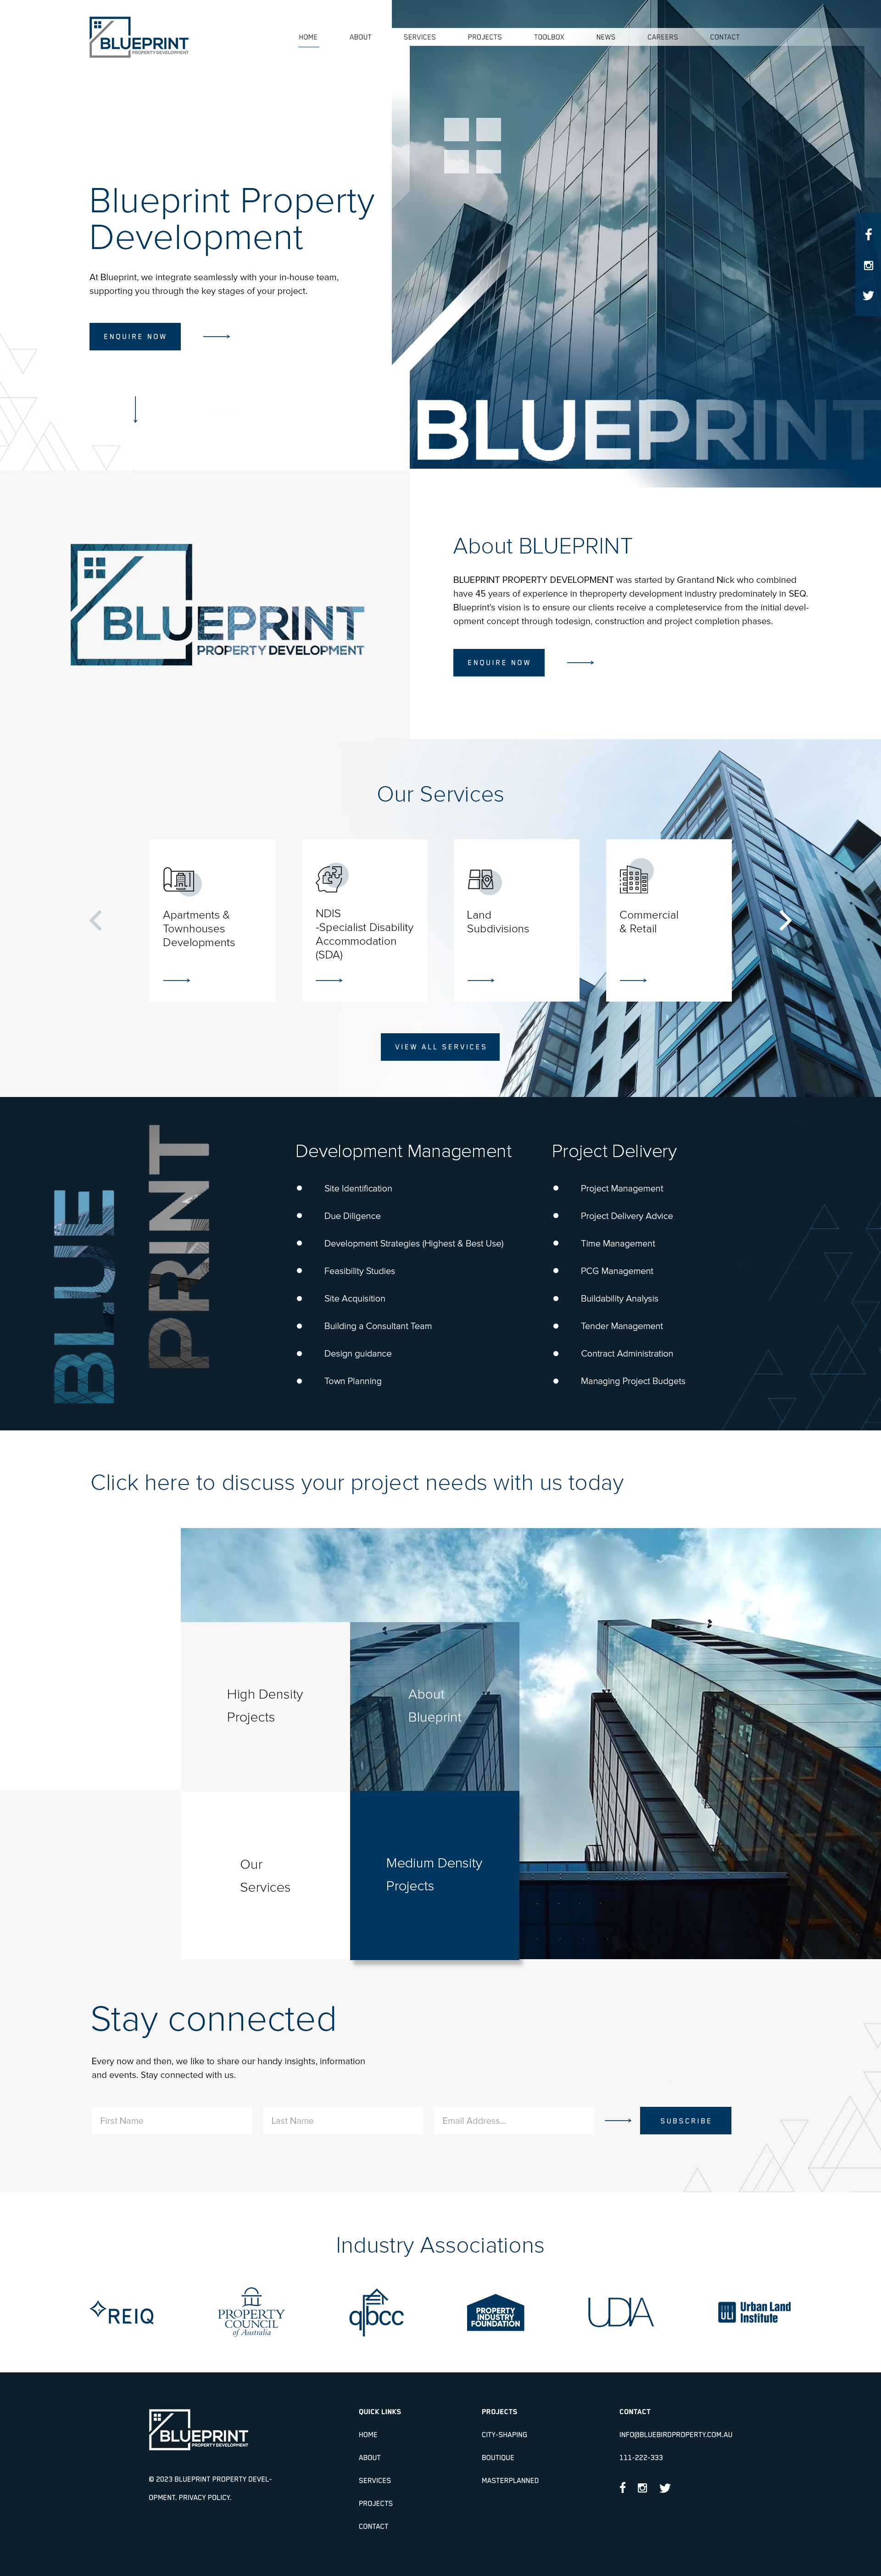 BLUEPRINT
PROPERTY DEVELOPMENT
HOME
ABOUT
SERVICES
PROJECTS
TOOLBOX
NEWS
CAREERS
CONTACT
Blueprint Property
Development
At Blueprint, we integrate seamlessly with your in-house team,
supporting you through the key stages of your project.
ENQUIRE NOW
BLUEPRINT
BLUEPRINT
PROPERTY DEVELOPMENT
About BLUEPRINT
BLUEPRINT PROPERTY DEVELOPMENT was started by Grantand Nick who combined
have 45 years of experience in theproperty development industry predominately in SEQ.
Blueprint's vision is to ensure our clients receive a completeservice from the initial devel-
opment concept through todesign, construction and project completion phases.
ENQUIRE NOW
Our Services
Apartments &
Townhouses
Developments
NDIS
-Specialist Disability
Accommodation
(SDA)
Land
Subdivisions
Commercial
& Retail
VIEW ALL SERVICES
BLUE
PRINT
Development Management
Site Identification
Due Diligence
Development Strategies (Highest & Best Use)
Feasibility Studies
Site Acquisition
Building a Consultant Team
Design guidance
Town Planning
Project Delivery
Project Management
Project Delivery Advice
Time Management
PCG Management
Buildability Analysis
Tender Management
Contract Administration
Managing Project Budgets
Click here to discuss your project needs with us today
High Density
Projects
About
Blueprint
Our
Services
Medium Density
Projects
Stay connected
Every now and then, we like to share our handy insights, information
and events. Stay connected with us.
First Name
Last Name
Email Address...
SUBSCRIBE
Industry Associations
REIQ
PROPERTY
COUNCIL
of Australia
qbcc
PROPERTY
INDUSTRY
FOUNDATION
UDIA
ULI
Urban Land
Institute
BLUEPRINT
PROPERTY DEVELOPMENT
© 2023 BLUEPRINT PROPERTY DEVEL-
OPMENT. PRIVACY POLICY.
QUICK LINKS
HOME
ABOUT
SERVICES
PROJECTS
CONTACT
PROJECTS
CITY-SHAPING
BOUTIQUE
MASTERPLANNED
CONTACT
INFO@BLUEBIRDPROPERTY.COM.AU
111-222-333